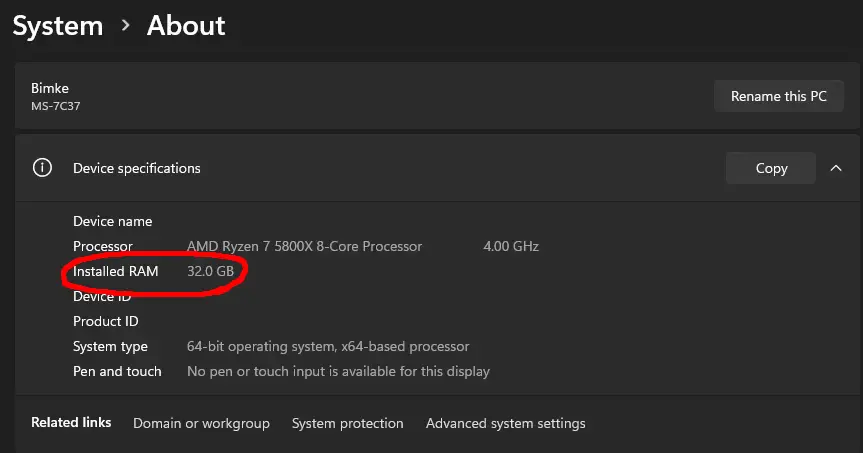 System > About
Bimke
MS-7C37
Rename this PC
Device specifications
Copy
Device name
Processor AMD Ryzen 7 5800X 8-Core Processor 4.00 GHz
Installed RAM 32.0 GB
Device ID
Product ID
System type 64-bit operating system, x64-based processor
Pen and touch No pen or touch input is available for this display
Related links Domain or workgroup System protection Advanced system settings